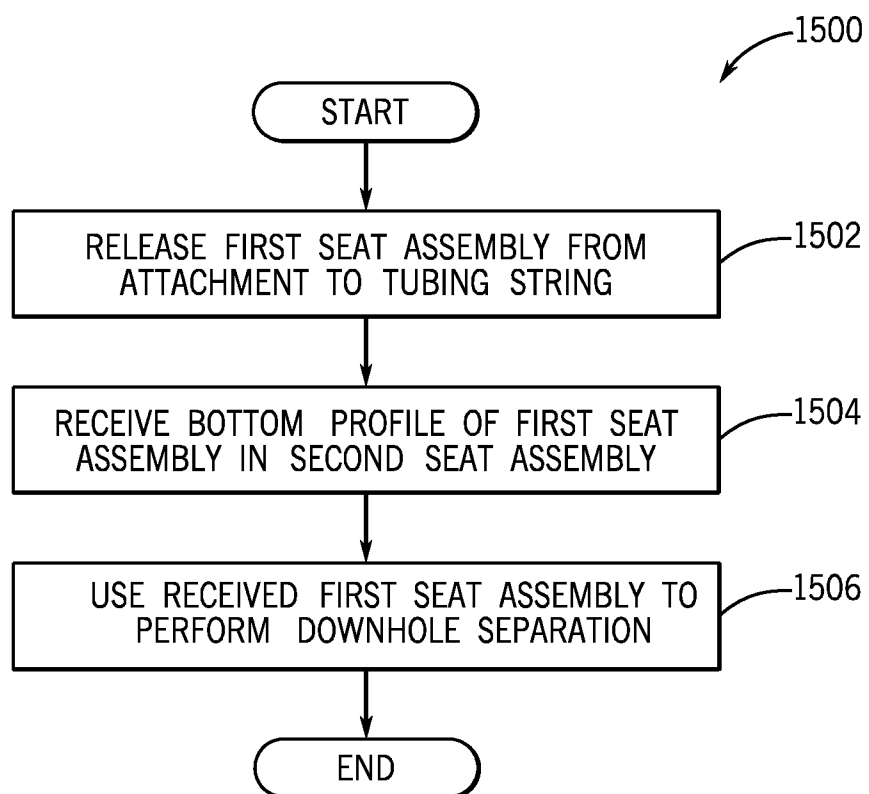 1500
START
RELEASE FIRST SEAT ASSEMBLY FROM
ATTACHMENT TO TUBING STRING
1502
RECEIVE BOTTOM PROFILE OF FIRST SEAT
ASSEMBLY IN SECOND SEAT ASSEMBLY
1504
USE RECEIVED FIRST SEAT ASSEMBLY TO
PERFORM DOWNHOLE SEPARATION
1506
END